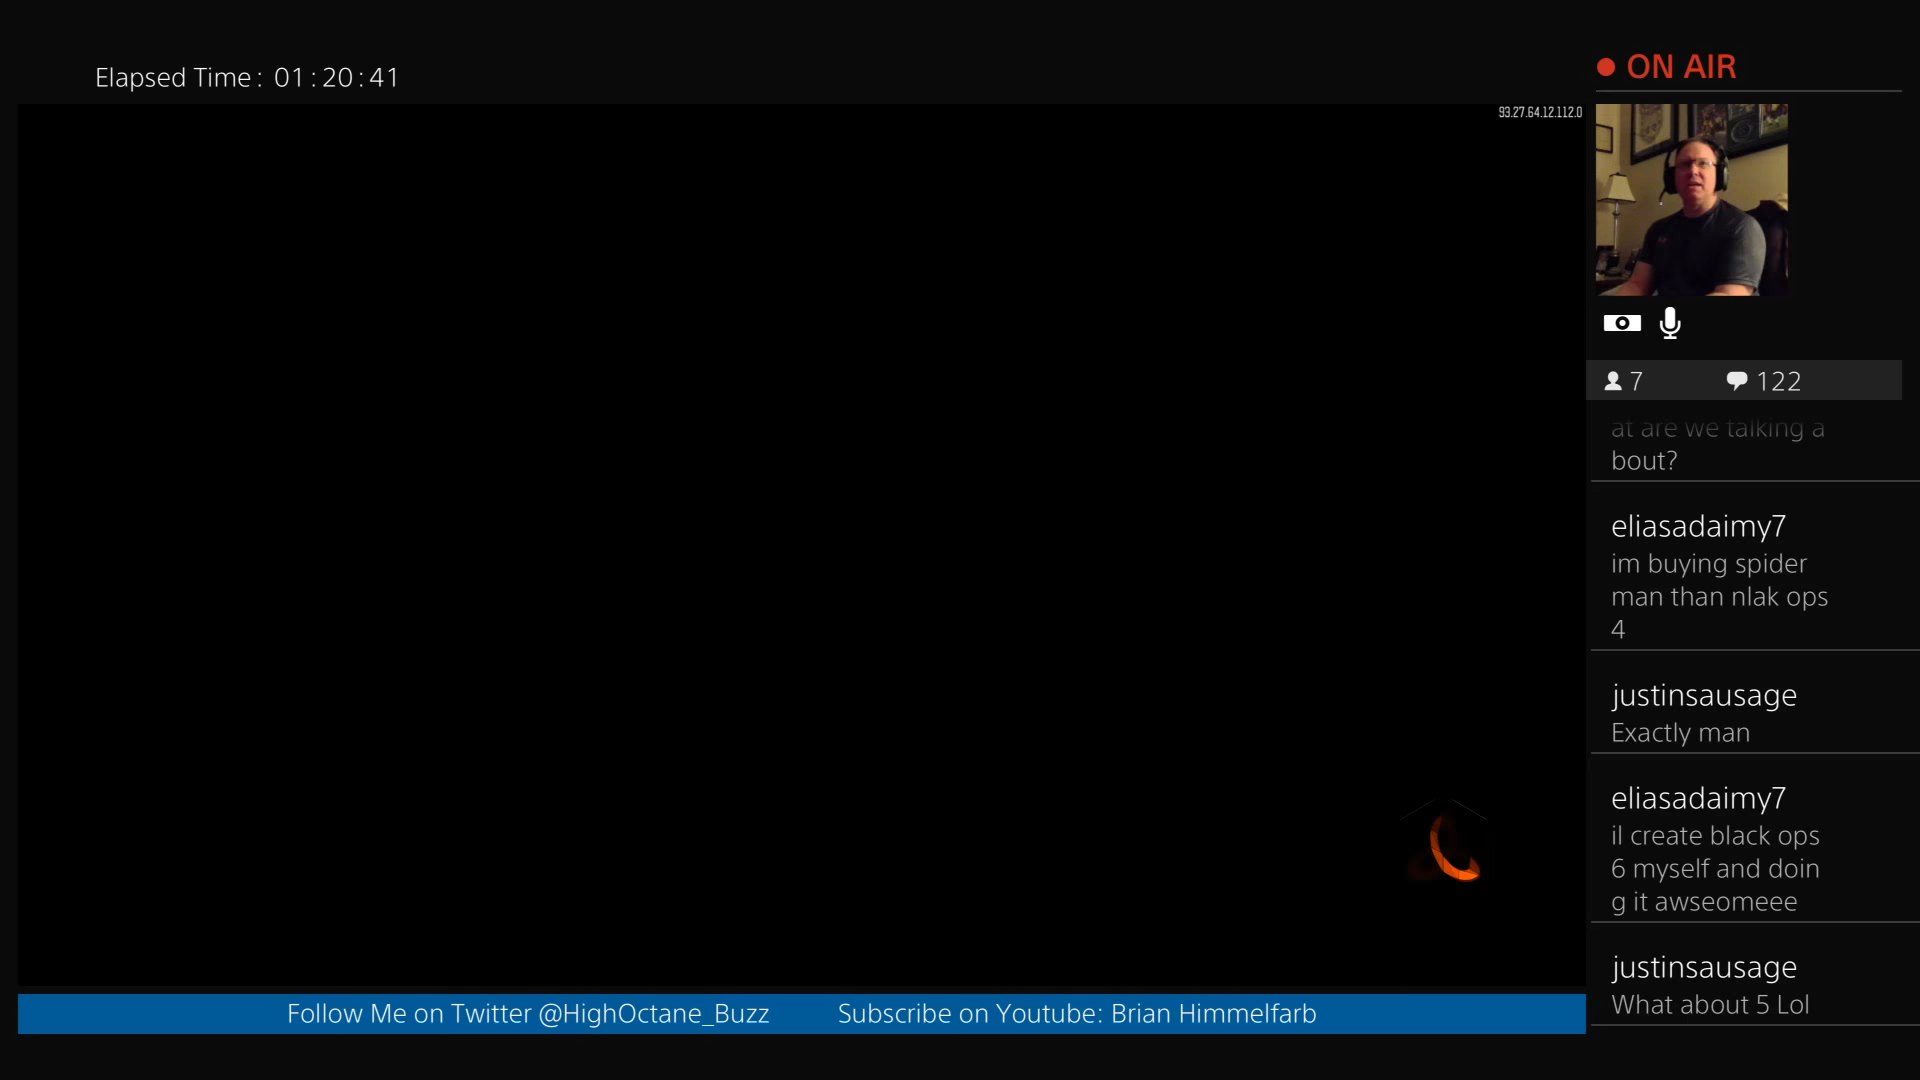 Elapsed Time: 01:20:41
ON AIR
93.27.64.12.112.0
7 122
at are we talking a
bout?
eliasadaimy7
im buying spider
man than nlak ops
4
justinsausage
Exactly man
eliasadaimy7
il create black ops
6 myself and doin
g it awseomeee
justinsausage
What about 5 Lol
Follow Me on Twitter @HighOctane_Buzz Subscribe on Youtube: Brian Himmelfarb